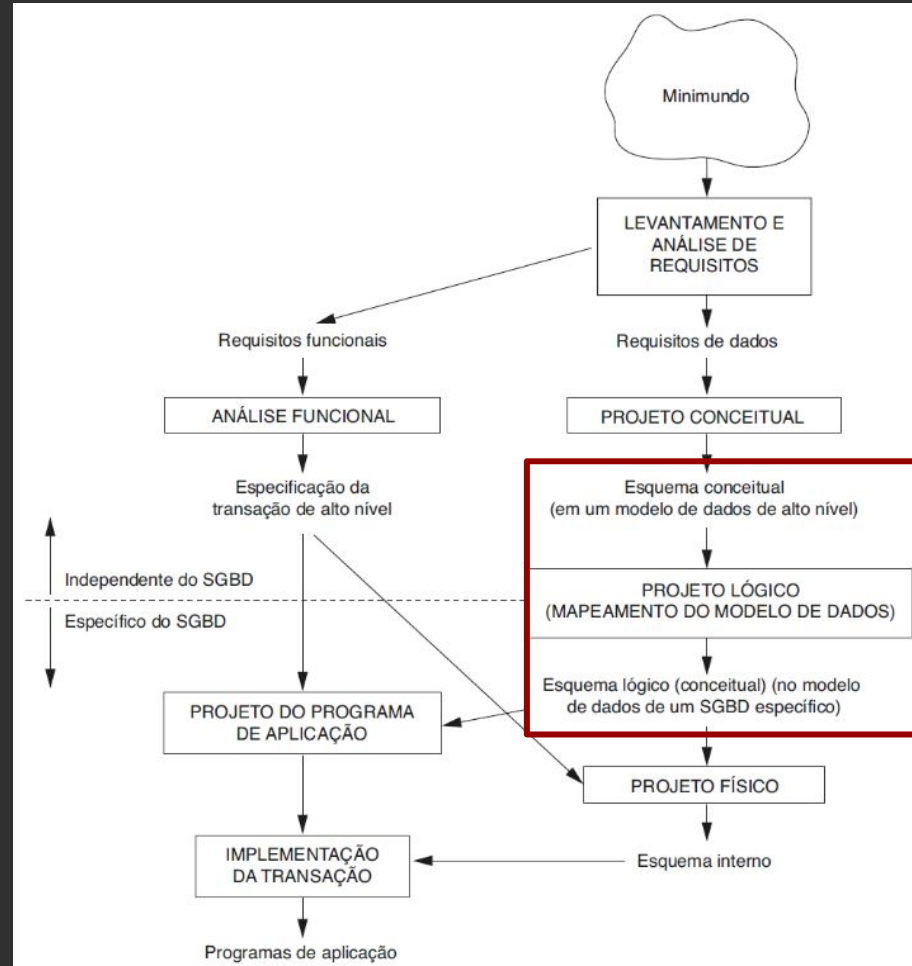 Minimundo
LEVANTAMENTO E
ANÁLISE DE
REQUISITOS
Requisitos funcionais
Requisitos de dados
ANÁLISE FUNCIONAL
PROJETO CONCEITUAL
Especificação da
transação de alto nível
Esquema conceitual
(em um modelo de dados de alto nível)
Independente do SGBD
Específico do SGBD
PROJETO LÓGICO
(MAPEAMENTO DO MODELO DE DADOS)
Esquema lógico (conceitual) (no modelo
de dados de um SGBD específico)
PROJETO DO PROGRAMA
DE APLICAÇÃO
PROJETO FÍSICO
IMPLEMENTAÇÃO
DA TRANSAÇÃO
Esquema interno
Programas de aplicação